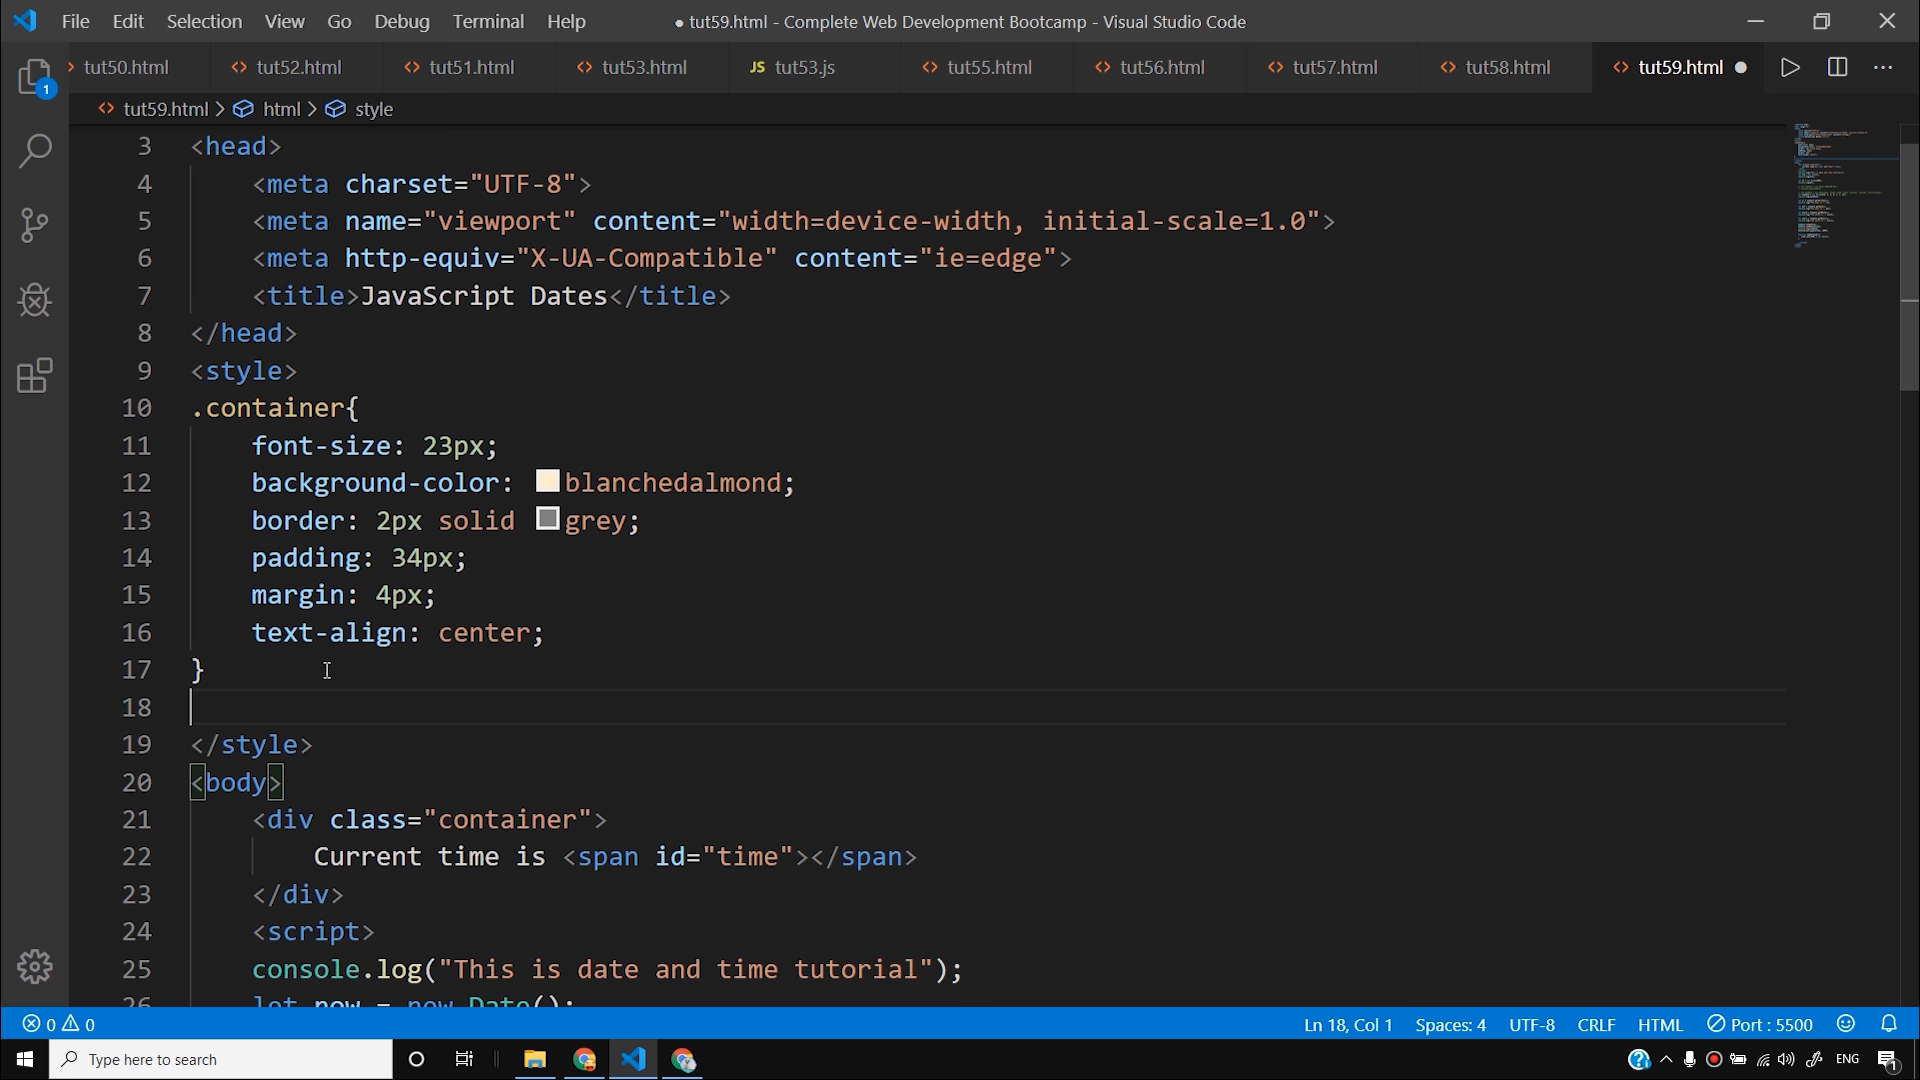 File Edit Selection View Go Debug Terminal Help ● tut59.html - Complete Web Development Bootcamp - Visual Studio Code
tut50.html tut52.html tut51.html tut53.html JS tut53.js tut55.html tut56.html tut57.html tut58.html tut59.html
1
tut59.html > html > style
3 <head>
4 <meta charset="UTF-8">
5 <meta name="viewport" content="width=device-width, initial-scale=1.0">
6 <meta http-equiv="X-UA-Compatible" content="ie=edge">
7 <title>JavaScript Dates</title>
8 </head>
9 <style>
10 .container{
11 font-size: 23px;
12 background-color: blanchedalmond;
13 border: 2px solid grey;
14 padding: 34px;
15 margin: 4px;
16 text-align: center;
17 }
18
19 </style>
20 <body>
21 <div class="container">
22 Current time is <span id="time"></span>
23 </div>
24 <script>
25 console.log("This is date and time tutorial");
26 let now = new Date();
0 0 Ln 18, Col 1 Spaces: 4 UTF-8 CRLF HTML Port : 5500
Type here to search ENG 1